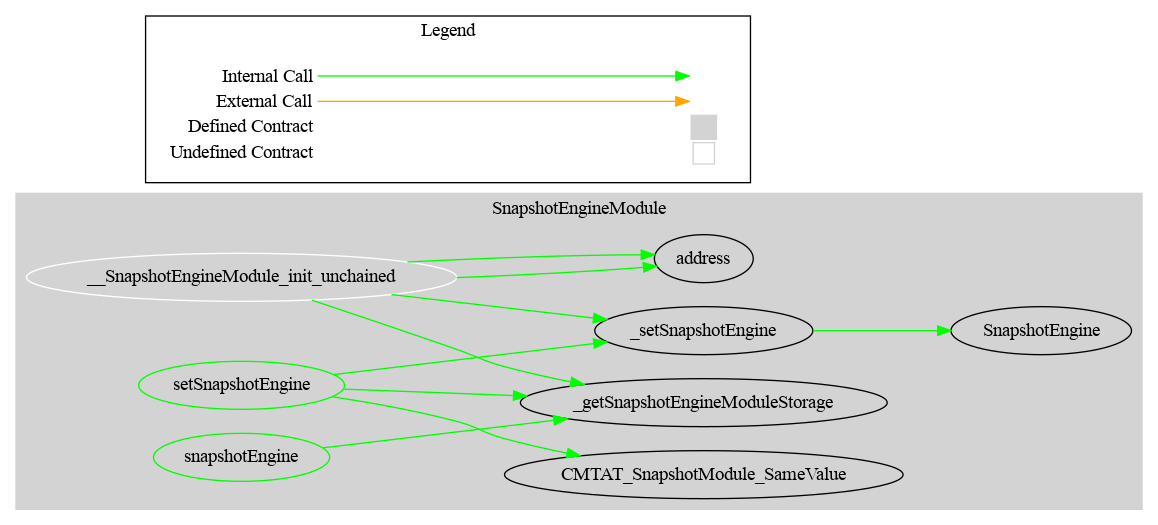 Legend
Internal Call
External Call
Defined Contract
Undefined Contract
SnapshotEngineModule
address
__SnapshotEngineModule_init_unchained
_setSnapshotEngine
SnapshotEngine
setSnapshotEngine
_getSnapshotEngineModuleStorage
snapshotEngine
CMTAT_SnapshotModule_SameValue